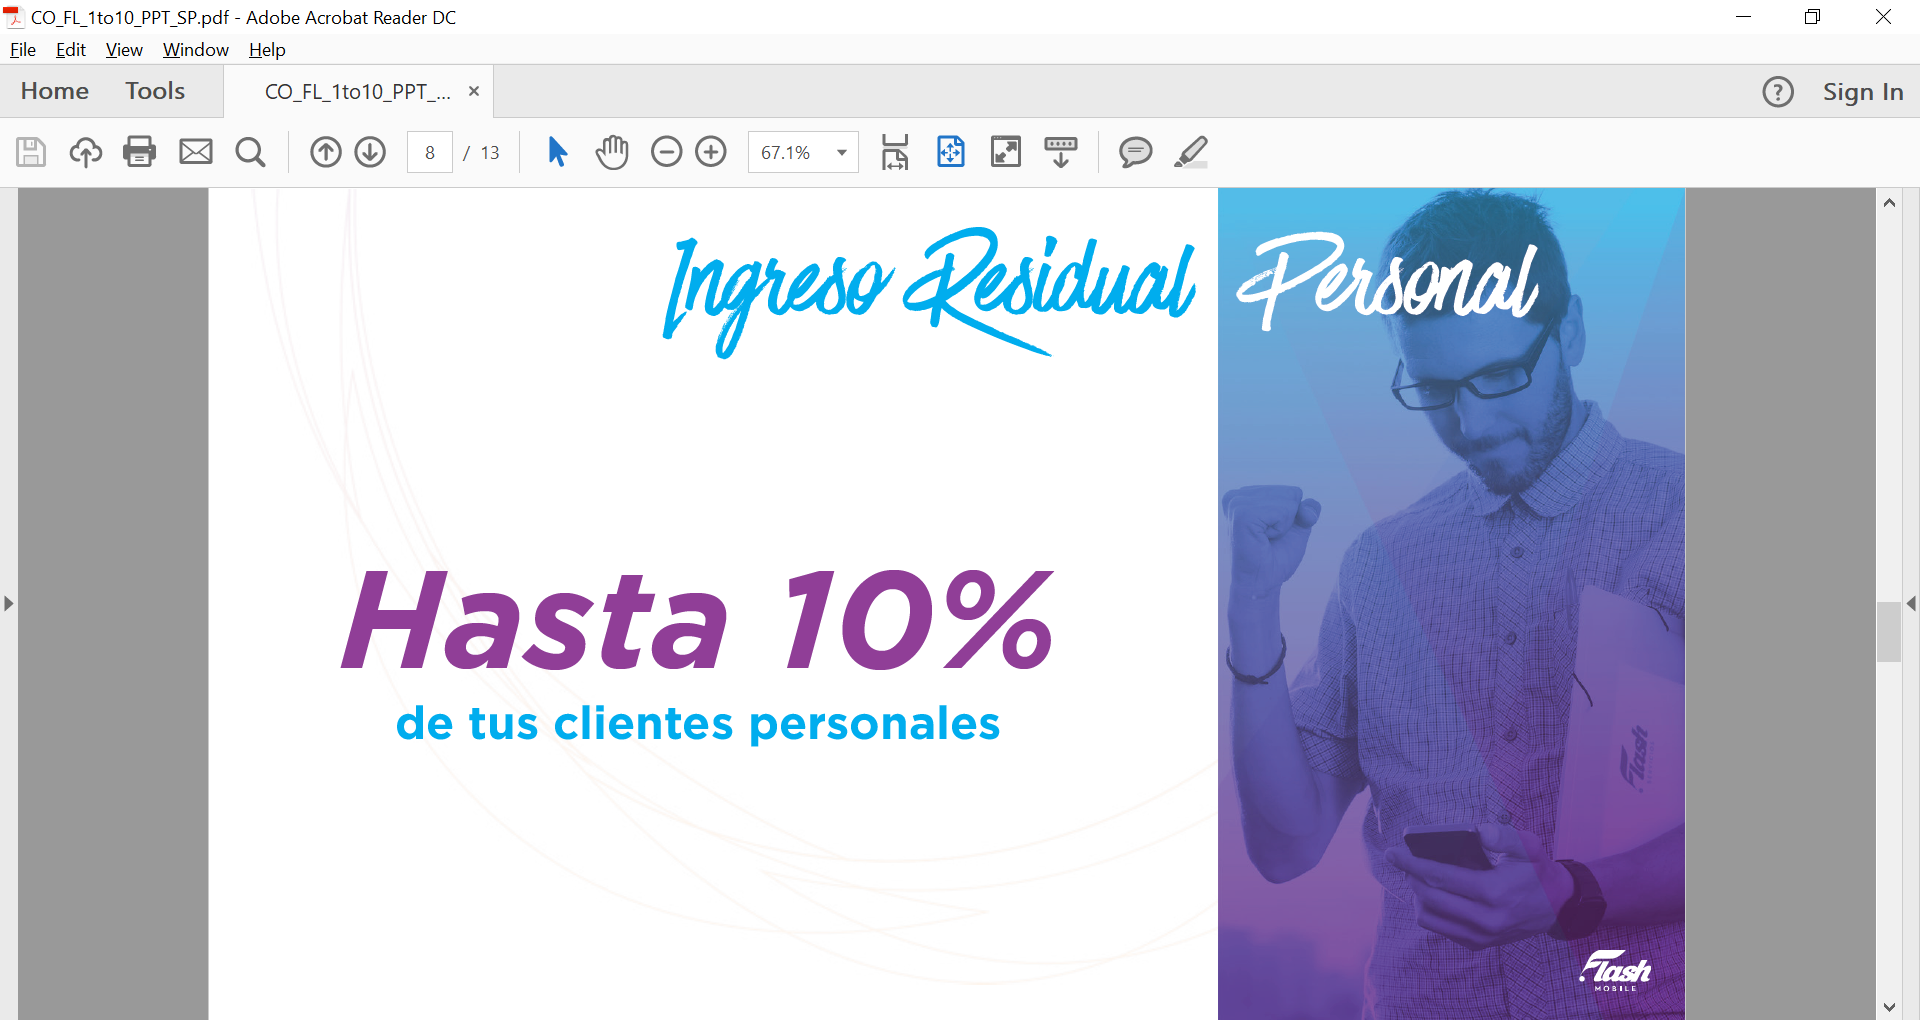 CO_FL_1to10_PPT_SP.pdf - Adobe Acrobat Reader DC
File Edit View Window Help
Home Tools CO_FL_1to10_PPT_... × ? Sign In
8 / 13 67.1%
Ingreso Residual Personal
Hasta 10%
de tus clientes personales
Flash
Flash
MOBILE